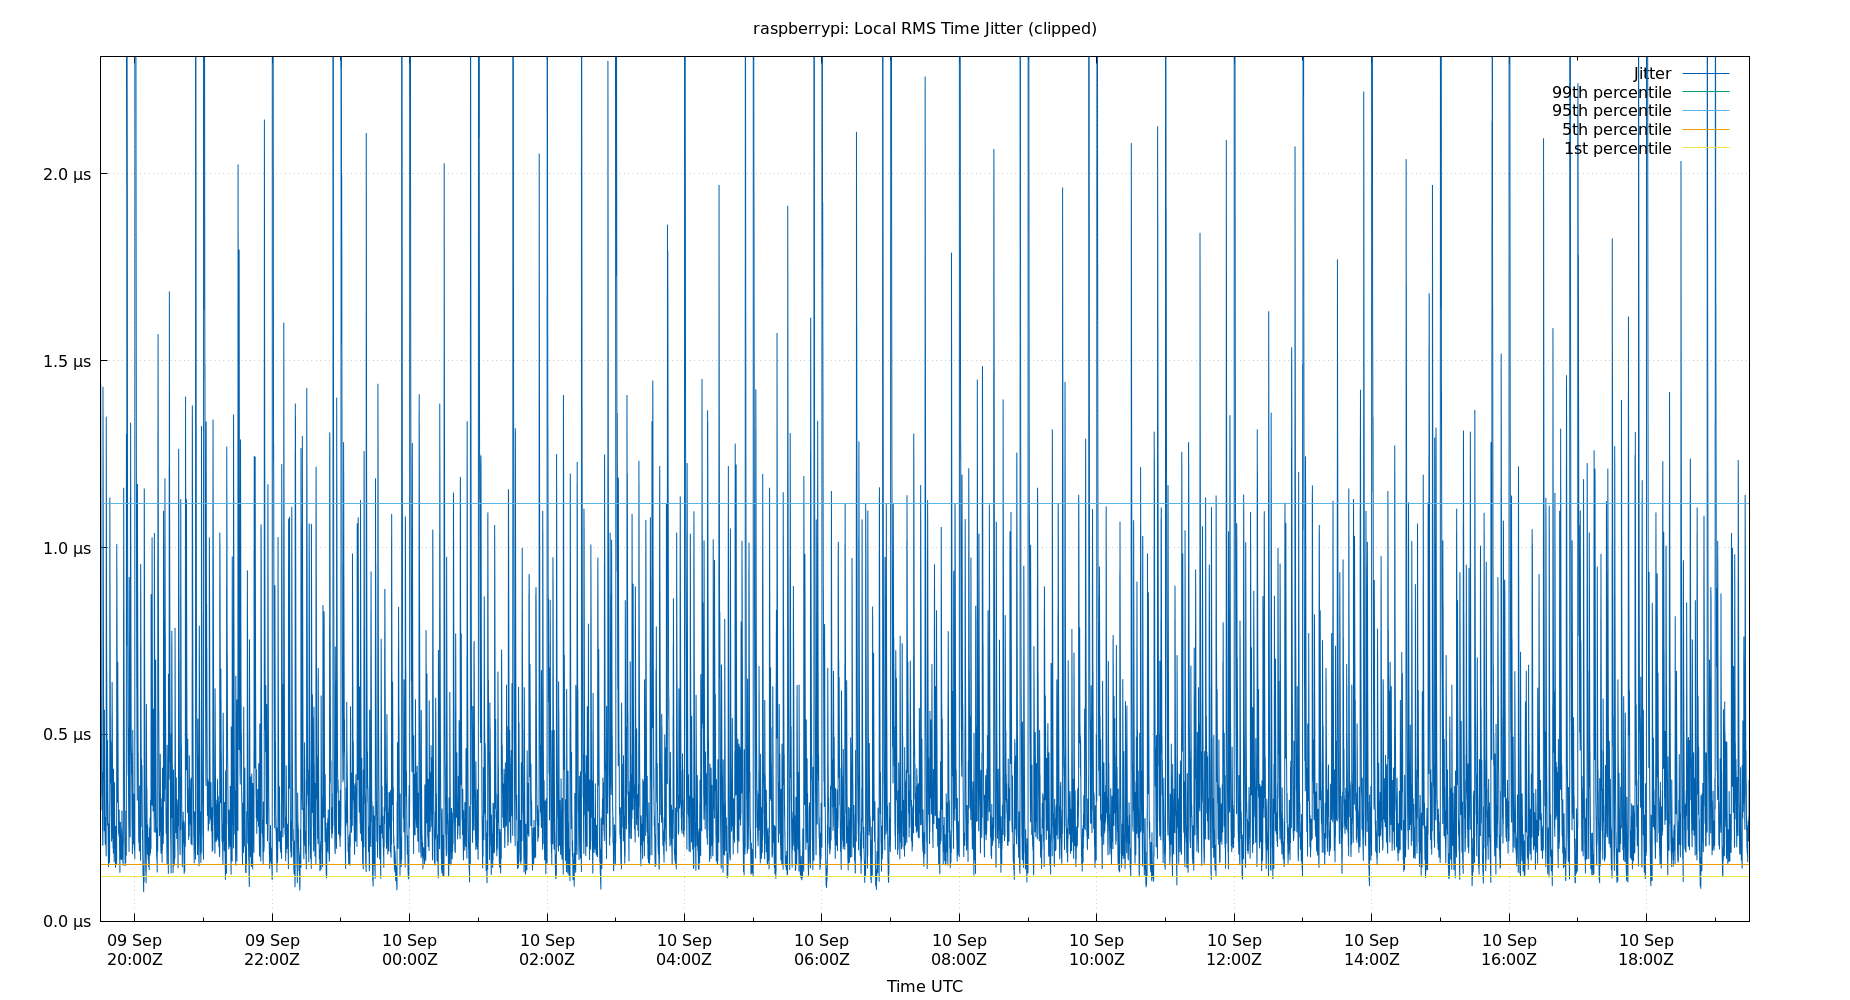 raspberrypi: Local RMS Time Jitter (clipped)
Jitter
99th percentile
95th percentile
5th percentile
1st percentile
2.0 µs
1.5 µs
1.0 µs
0.5 µs
0.0 µs
09 Sep 09 Sep 10 Sep 10 Sep 10 Sep 10 Sep 10 Sep 10 Sep 10 Sep 10 Sep 10 Sep 10 Sep
20:00Z 22:00Z 00:00Z 02:00Z 04:00Z 06:00Z 08:00Z 10:00Z 12:00Z 14:00Z 16:00Z 18:00Z
Time UTC